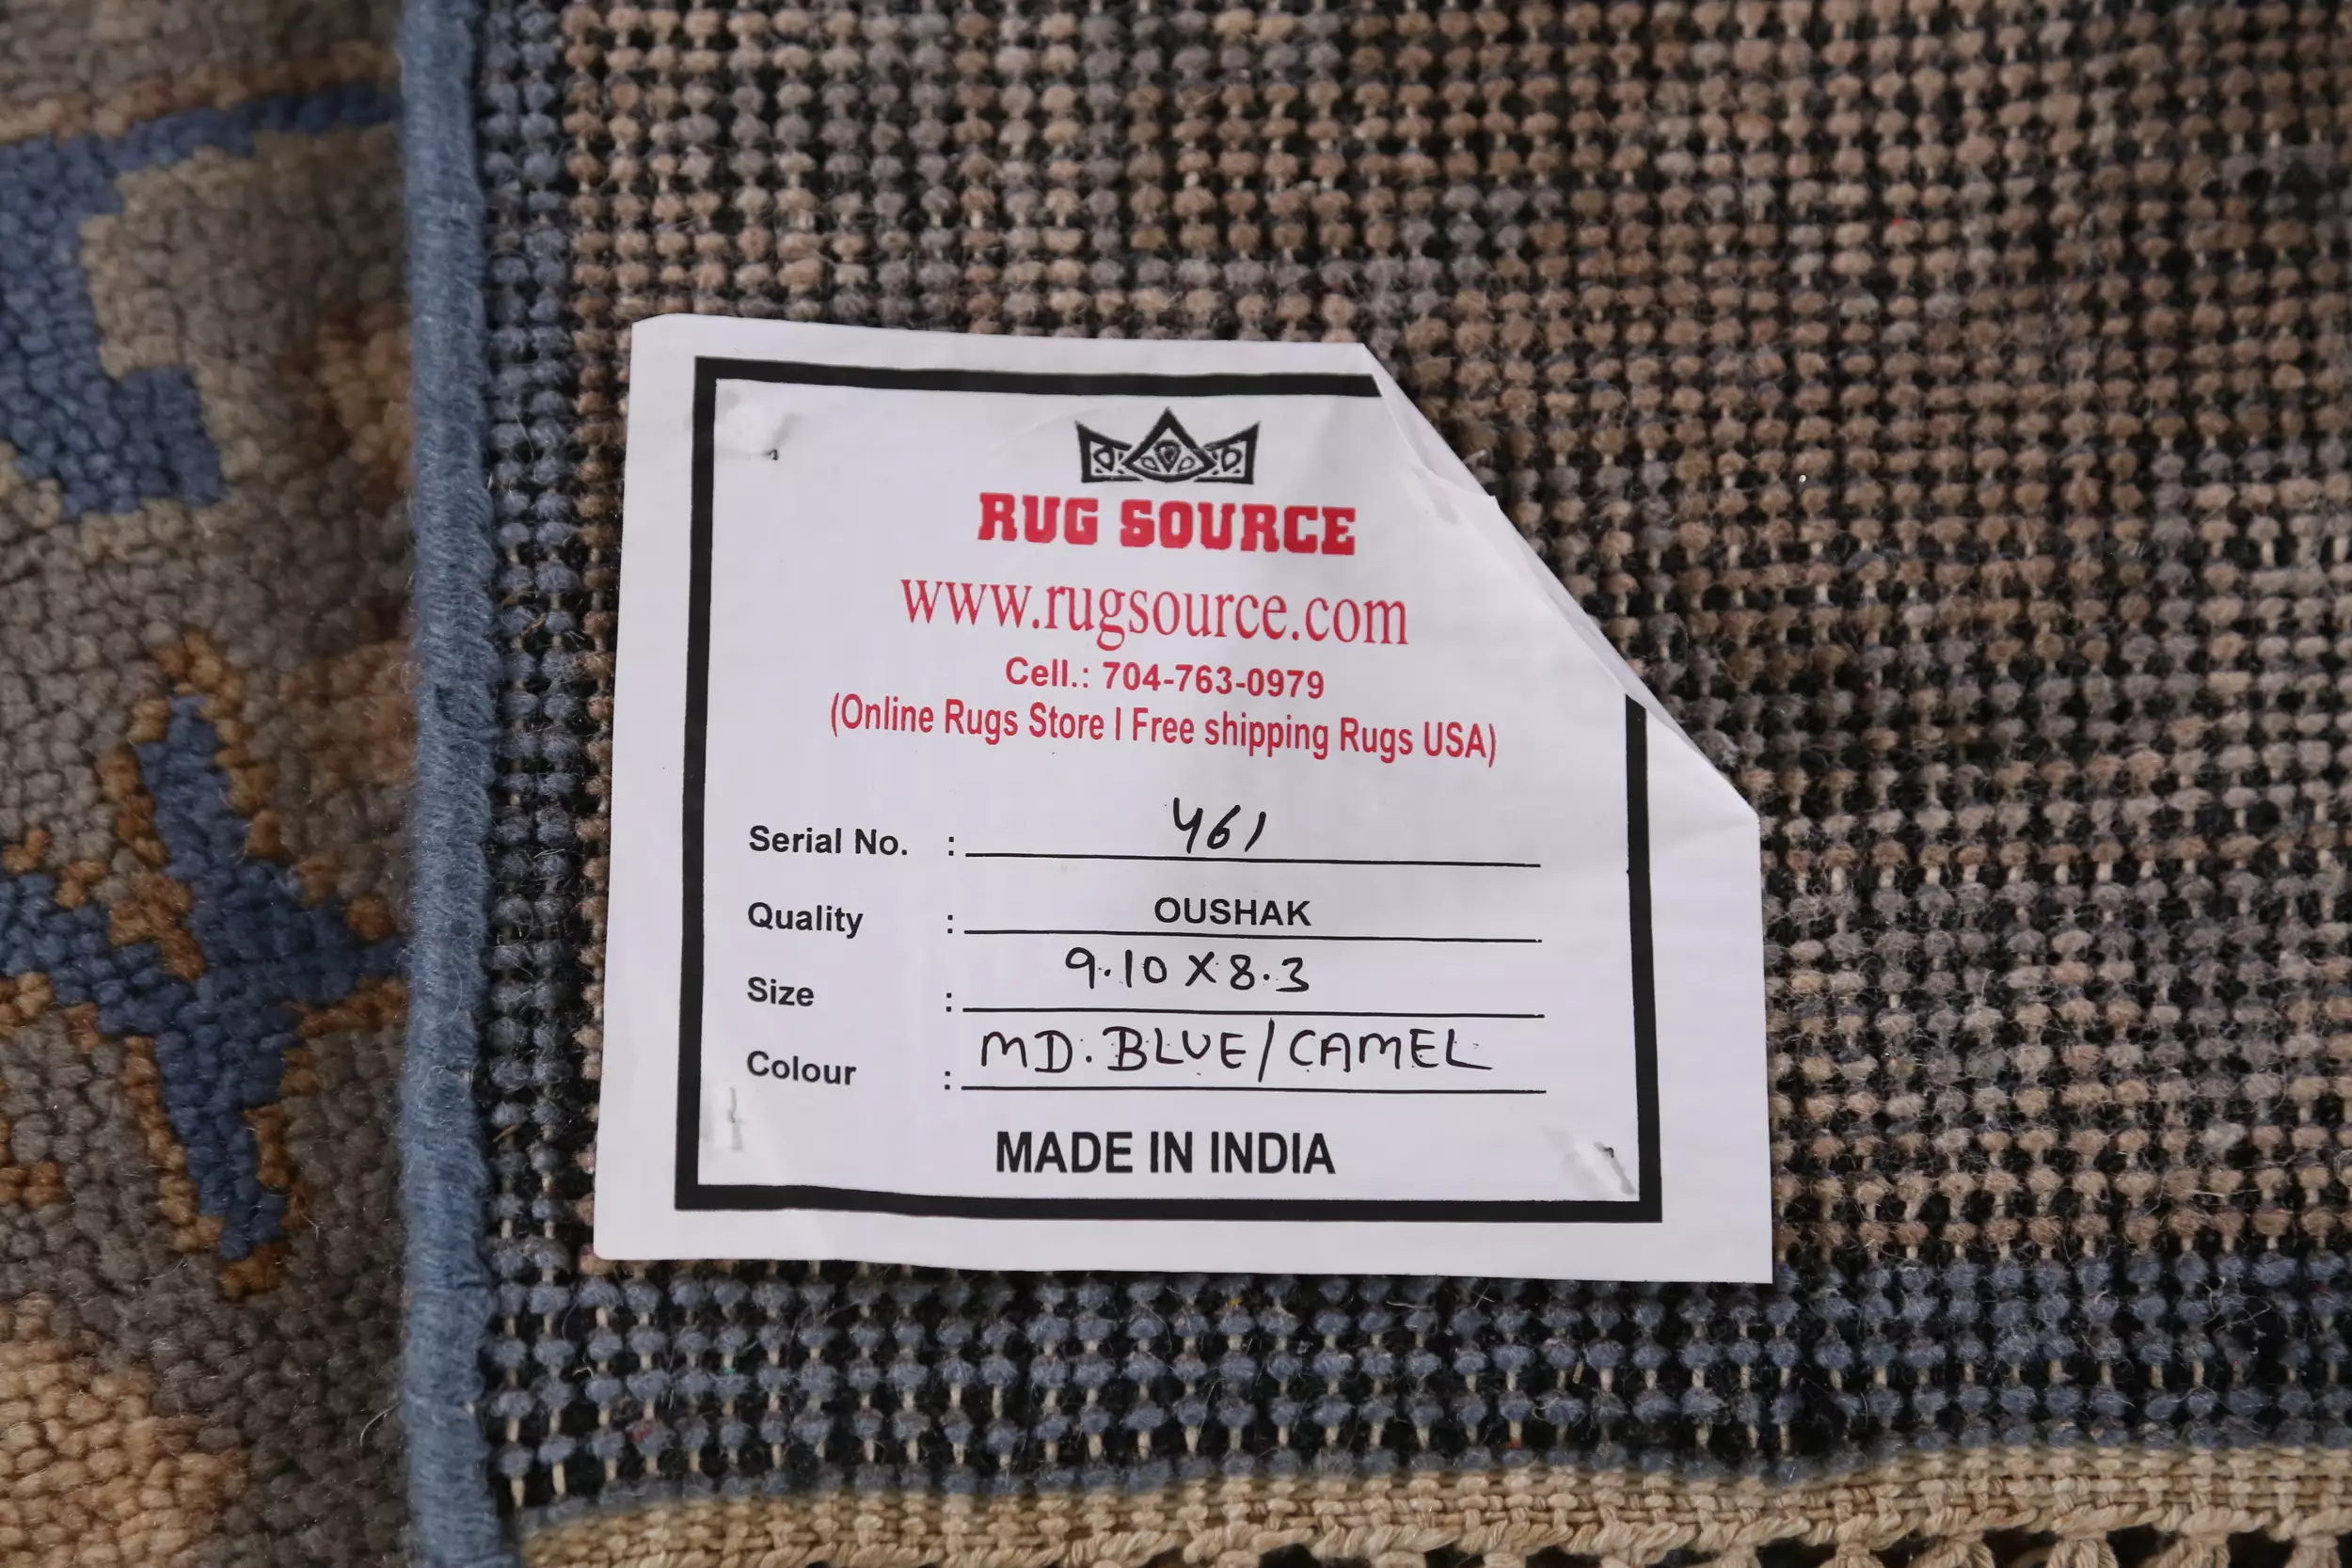 RUG SOURCE
www.rugsource.com
Cell.: 704-763-0979
(Online Rugs Store I Free shipping Rugs USA)
Serial No. : 461
Quality : OUSHAK
Size : 9.10 X 8.3
Colour : MD. BLUE/CAMEL
MADE IN INDIA